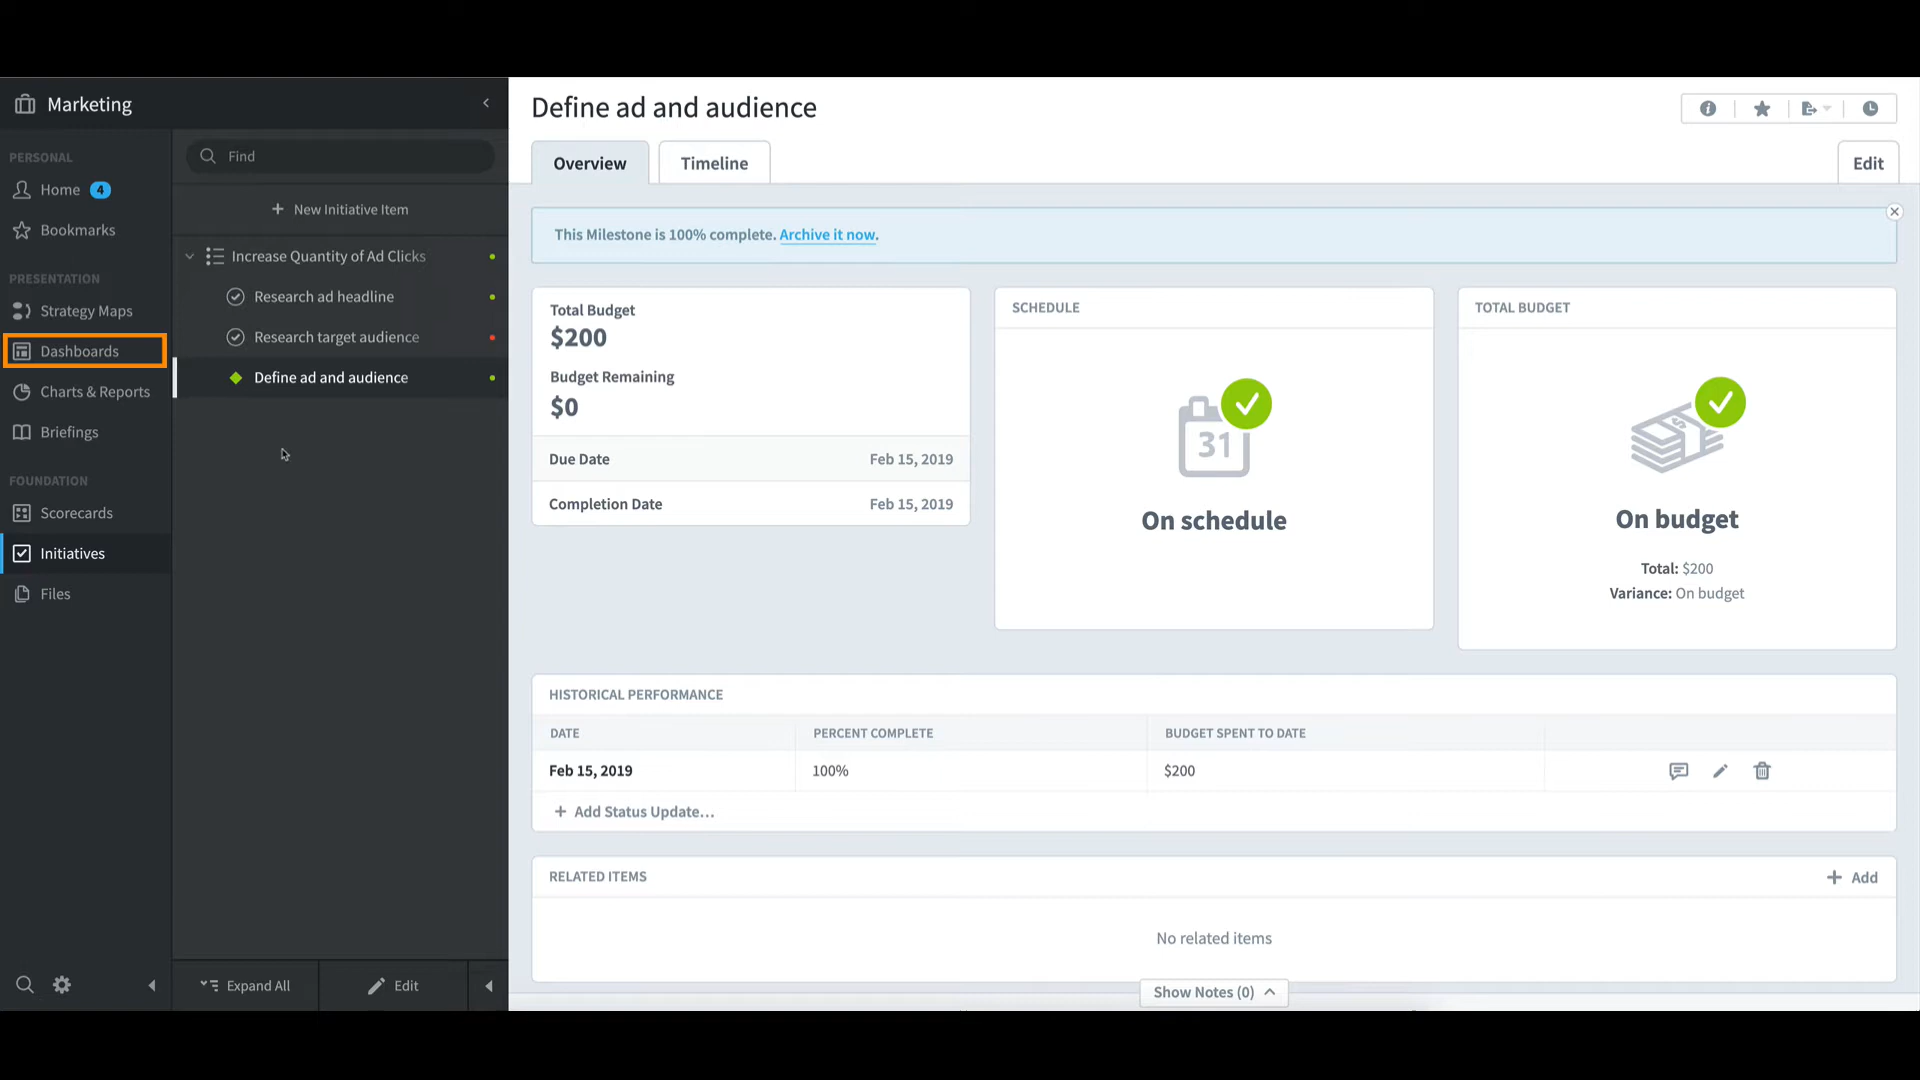 Marketing
PERSONAL
Home 4
Bookmarks
PRESENTATION
Strategy Maps
Dashboards
Charts & Reports
Briefings
FOUNDATION
Scorecards
Initiatives
Files
Find
+ New Initiative Item
Increase Quantity of Ad Clicks
Research ad headline
Research target audience
Define ad and audience
Expand All
Edit
Define ad and audience
Overview
Timeline
Edit
This Milestone is 100% complete. Archive it now.
Total Budget
$200
Budget Remaining
$0
Due Date Feb 15, 2019
Completion Date Feb 15, 2019
SCHEDULE
31
On schedule
TOTAL BUDGET
$
On budget
Total: $200
Variance: On budget
HISTORICAL PERFORMANCE
DATE PERCENT COMPLETE BUDGET SPENT TO DATE
Feb 15, 2019 100% $200
+ Add Status Update...
RELATED ITEMS
+ Add
No related items
Show Notes (0)